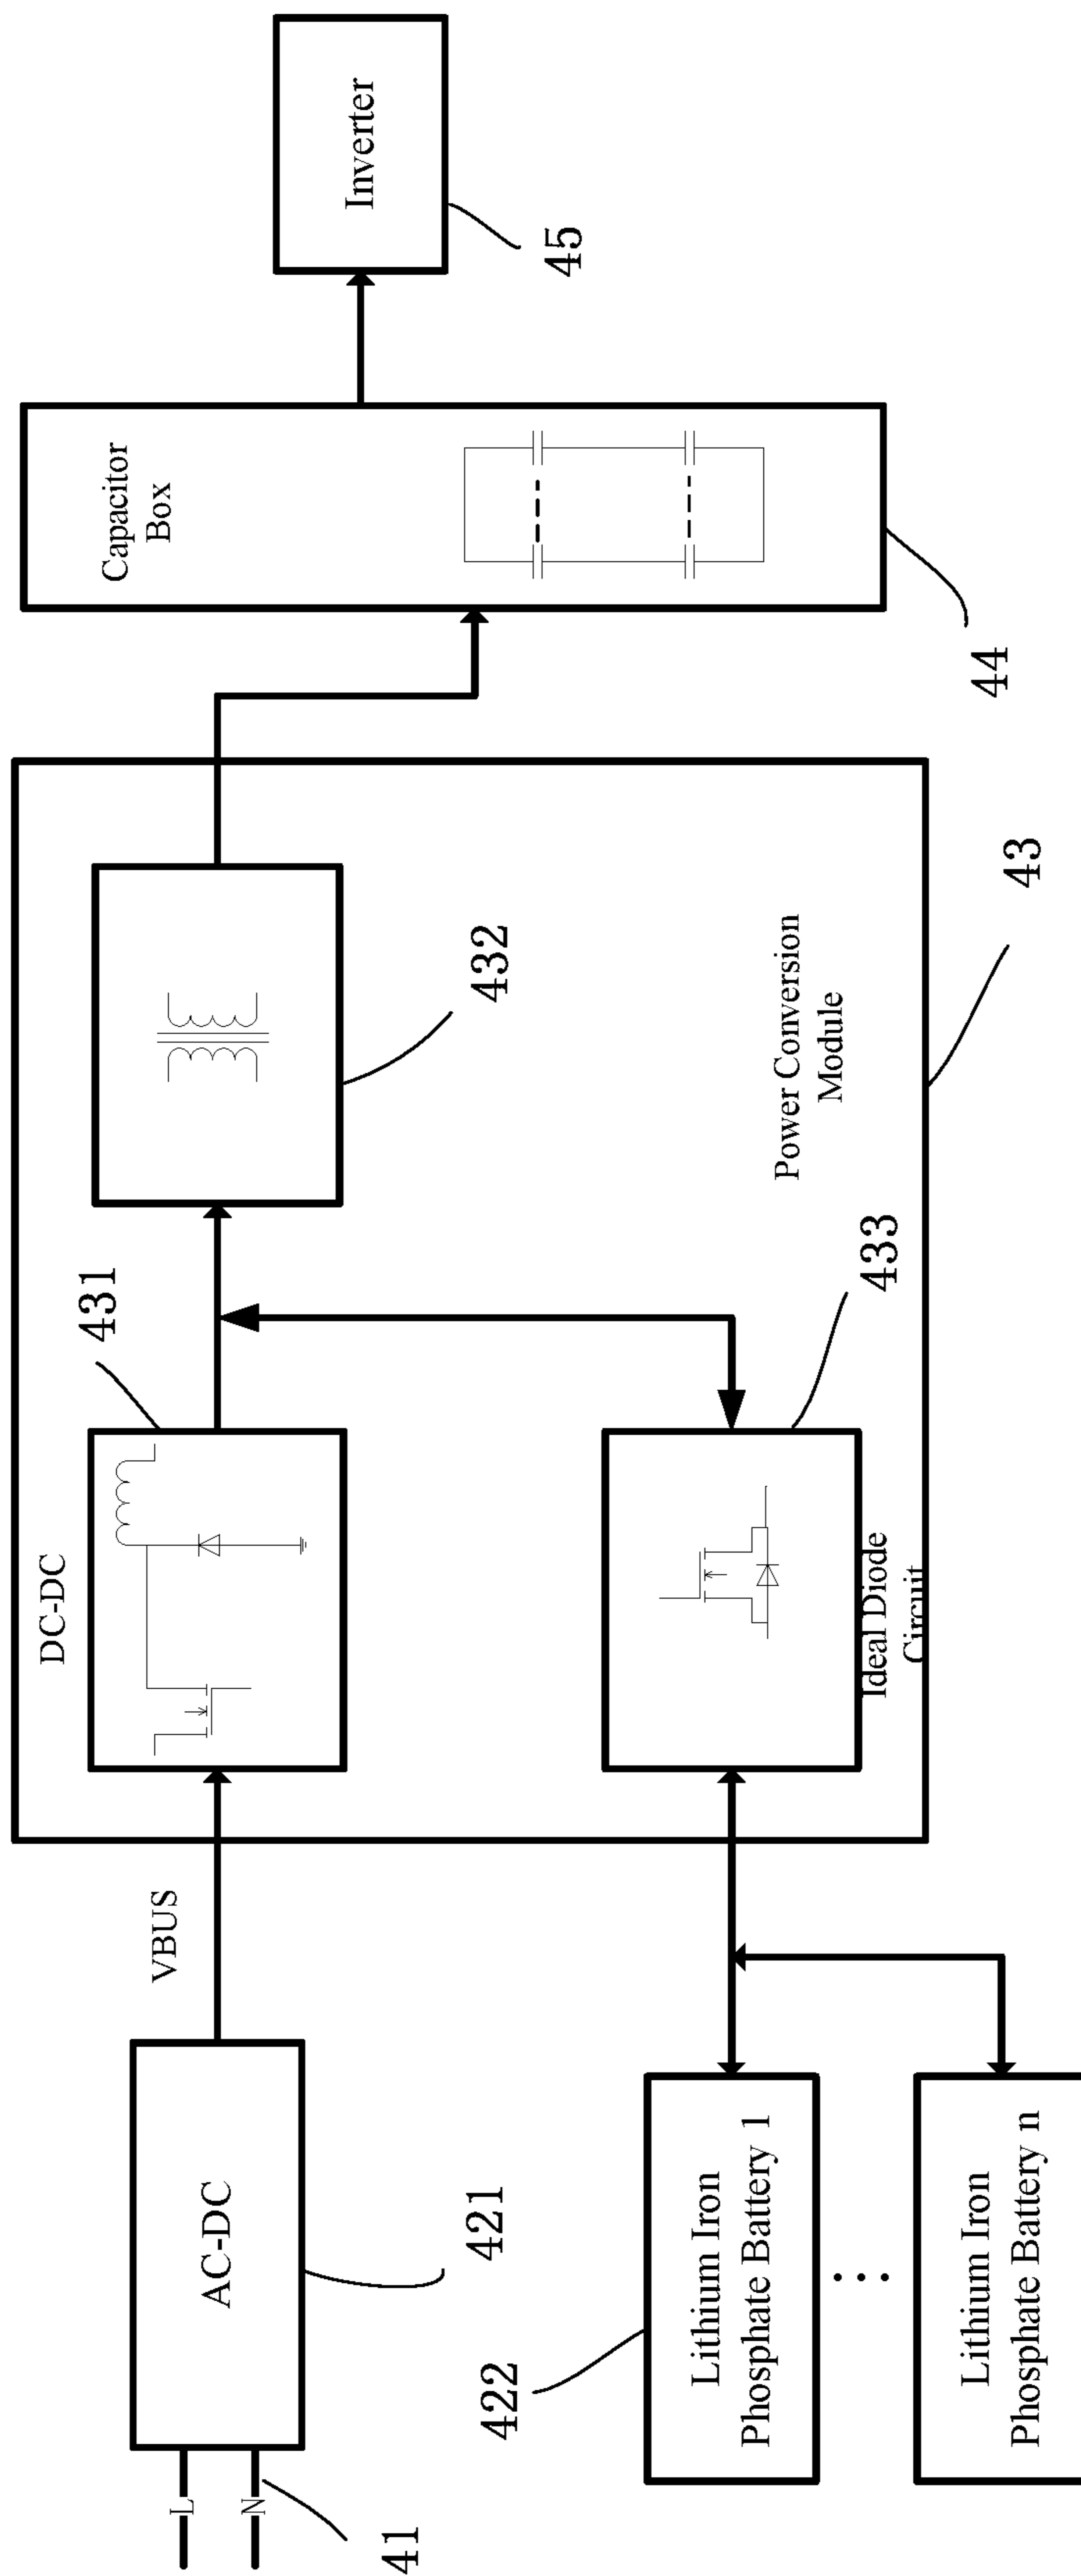 L
N
41
AC-DC
421
VBUS
DC-DC
431
432
Capacitor
Box
44
Inverter
45
422
Lithium Iron
Phosphate Battery 1
Lithium Iron
Phosphate Battery n
Ideal Diode
Circuit
433
Power Conversion
Module
43